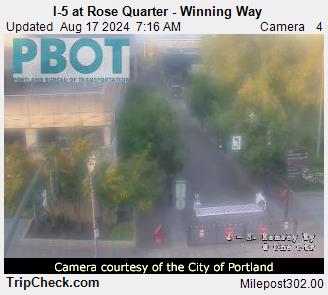 I-5 at Rose Quarter - Winning Way
Updated Aug 17 2024 7:16 AM Camera 4
PBOT
PORTLAND BUREAU OF TRANSPORTATION
Camera courtesy of the City of Portland
TripCheck.com Milepost302.00